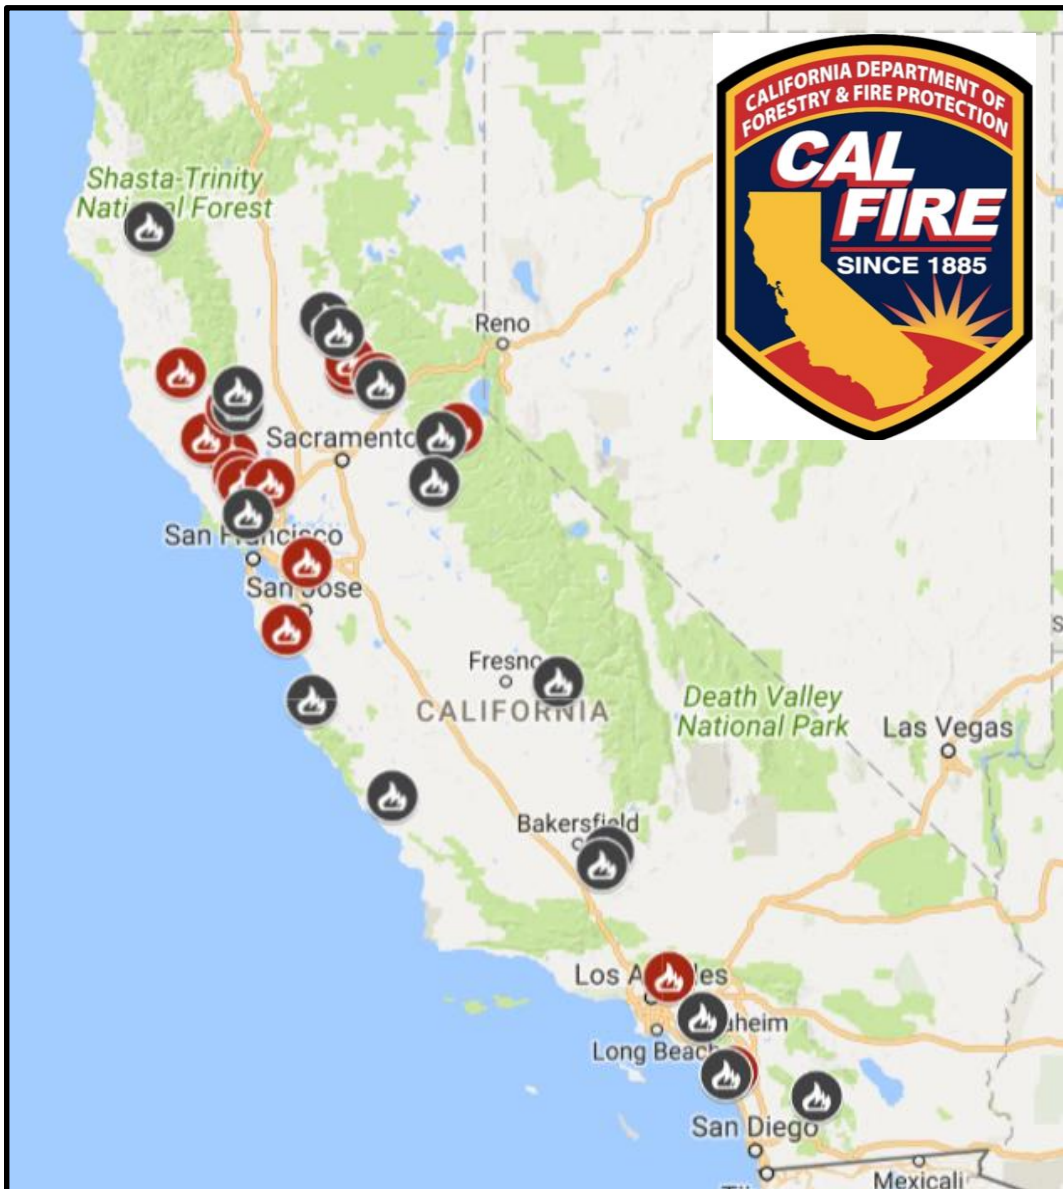 CALIFORNIA DEPARTMENT OF
FORESTRY & FIRE PROTECTION
CAL
FIRE
SINCE 1885
Shasta-Trinity
National Forest
Reno
Sacramento
San Francisco
San Jose
Fresno
CALIFORNIA
Death Valley
National Park
Las Vegas
Bakersfield
Los Angeles
Anaheim
Long Beach
San Diego
Mexicali